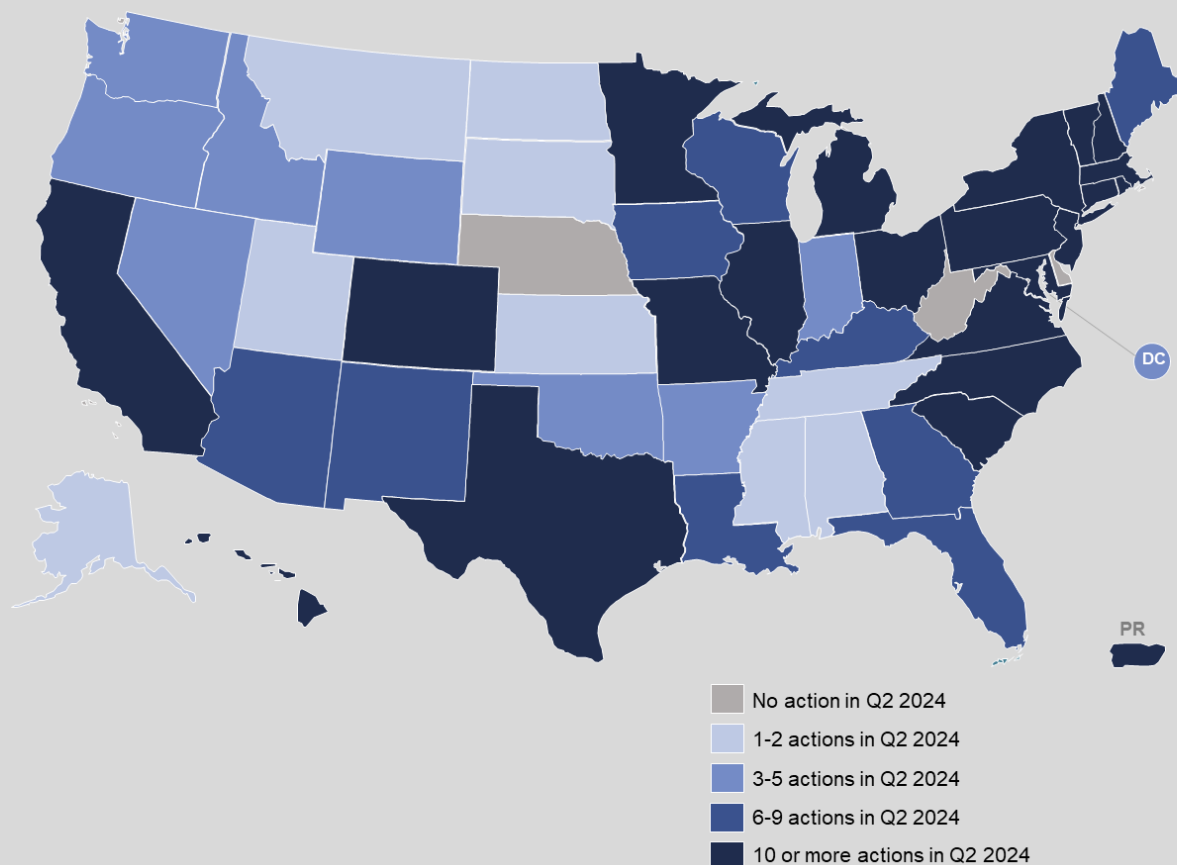 DC
PR
No action in Q2 2024
1-2 actions in Q2 2024
3-5 actions in Q2 2024
6-9 actions in Q2 2024
10 or more actions in Q2 2024